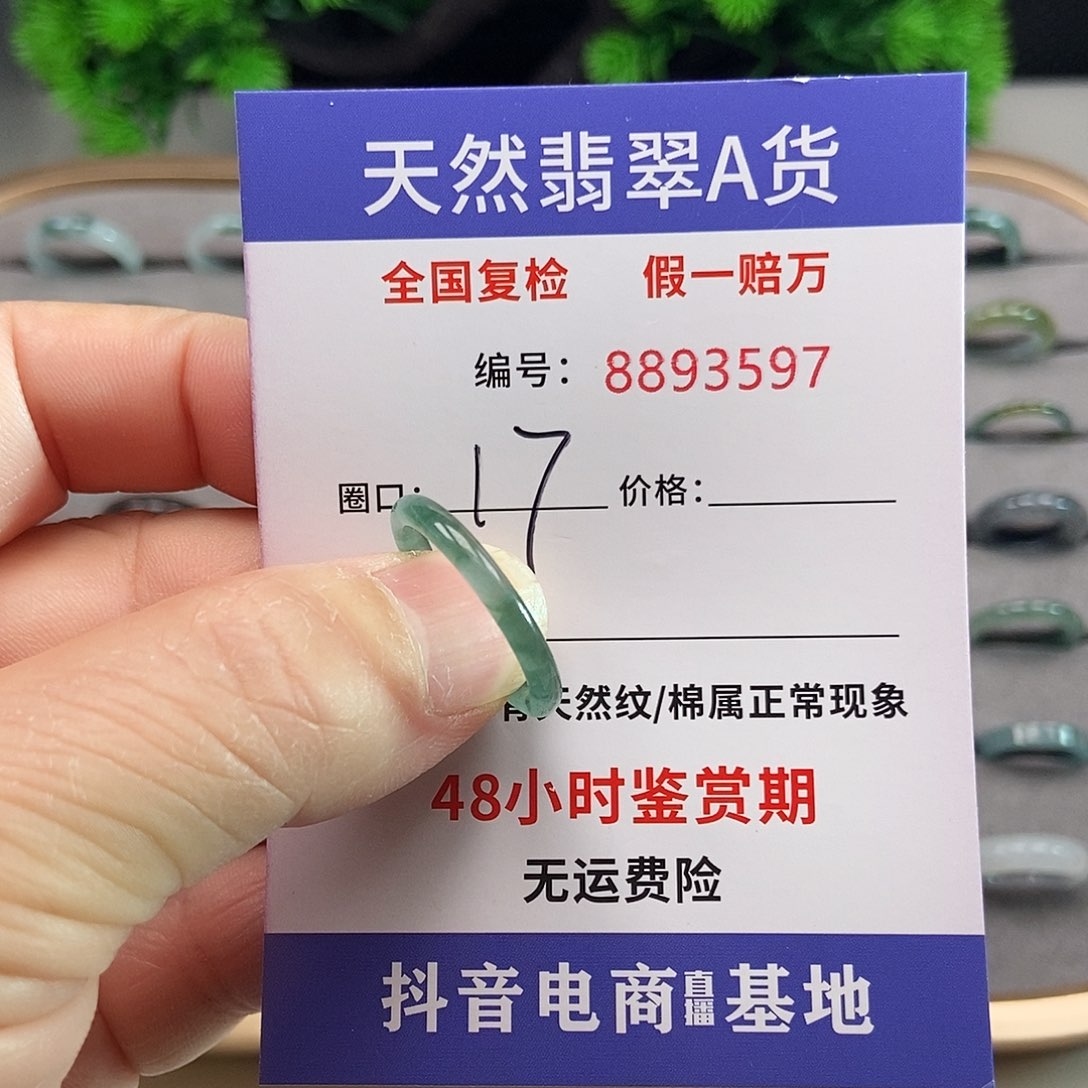 天然翡翠A货
全国复检 假一赔万
编号：8893597
圈口：17 价格：
天然纹/棉属正常现象
48小时鉴赏期
无运费险
抖音电商直播基地